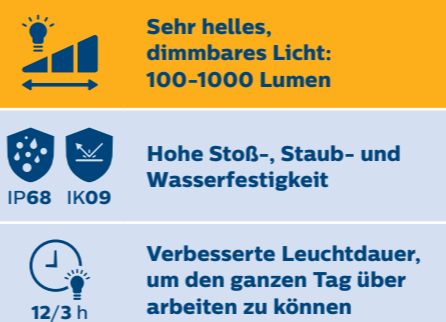 Sehr helles,
dimmbares Licht:
100-1000 Lumen
IP68 IK09
Hohe Stoß-, Staub- und
Wasserfestigkeit
12/3 h
Verbesserte Leuchtdauer,
um den ganzen Tag über
arbeiten zu können